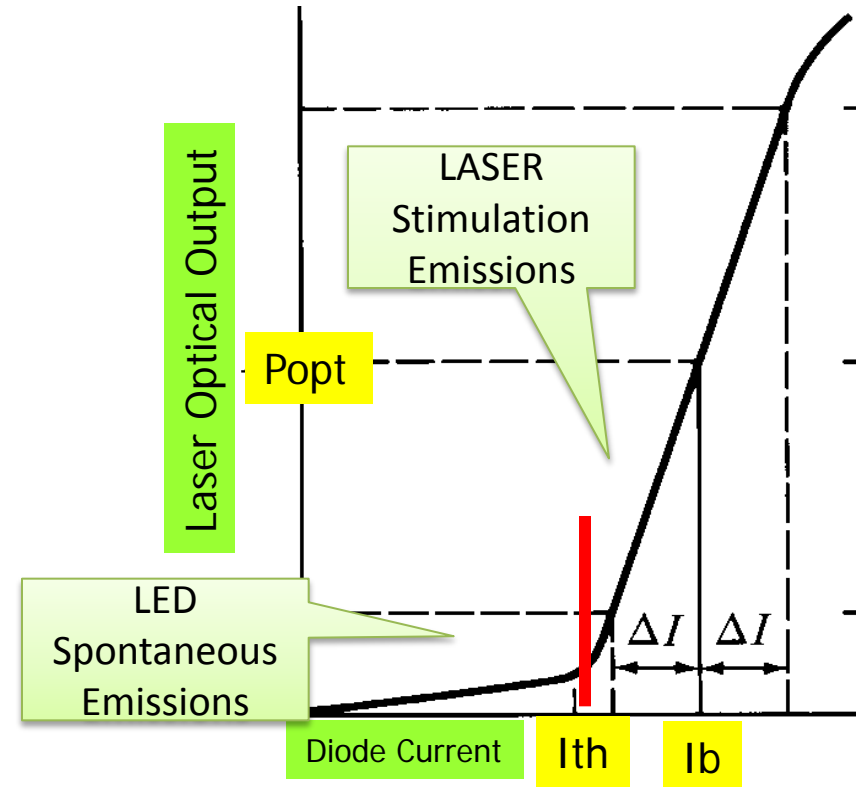 Laser Optical Output
LASER
Stimulation
Emissions
Popt
LED
Spontaneous
Emissions
ΔI ΔI
Diode Current
Ith
Ib